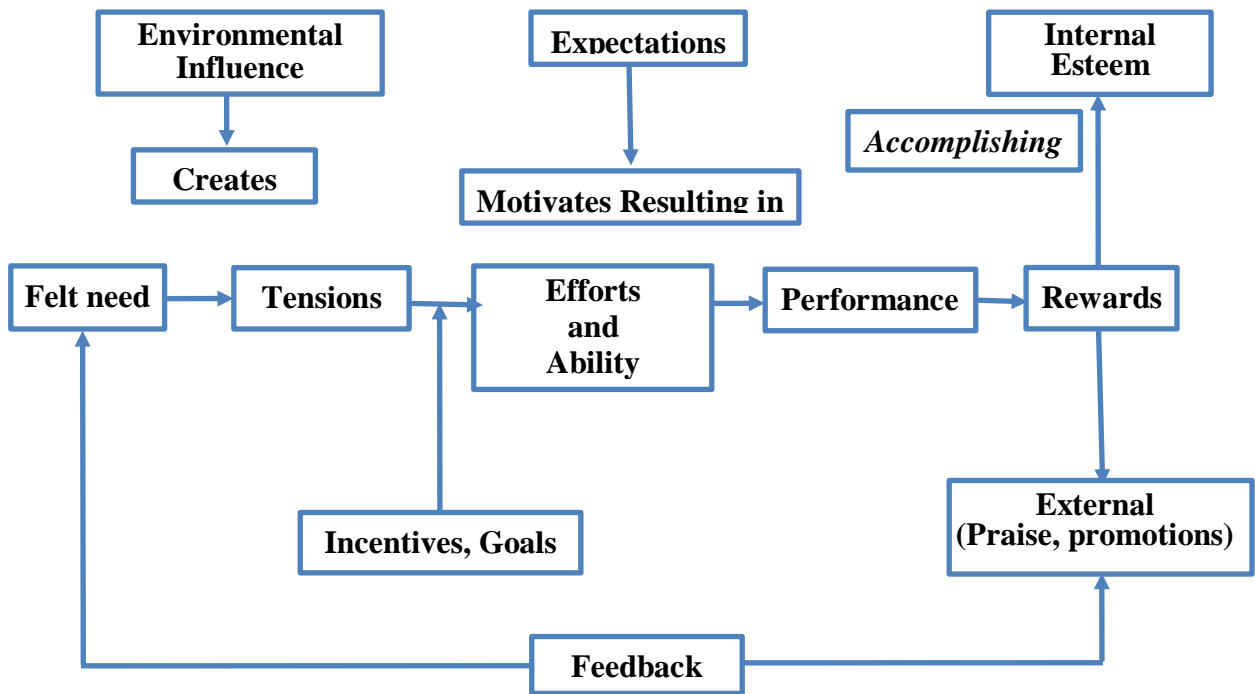 Environmental
Influence
Expectations
Internal
Esteem
Accomplishing
Creates
Motivates Resulting in
Felt need
Tensions
Efforts
and
Ability
Performance
Rewards
Incentives, Goals
External
(Praise, promotions)
Feedback